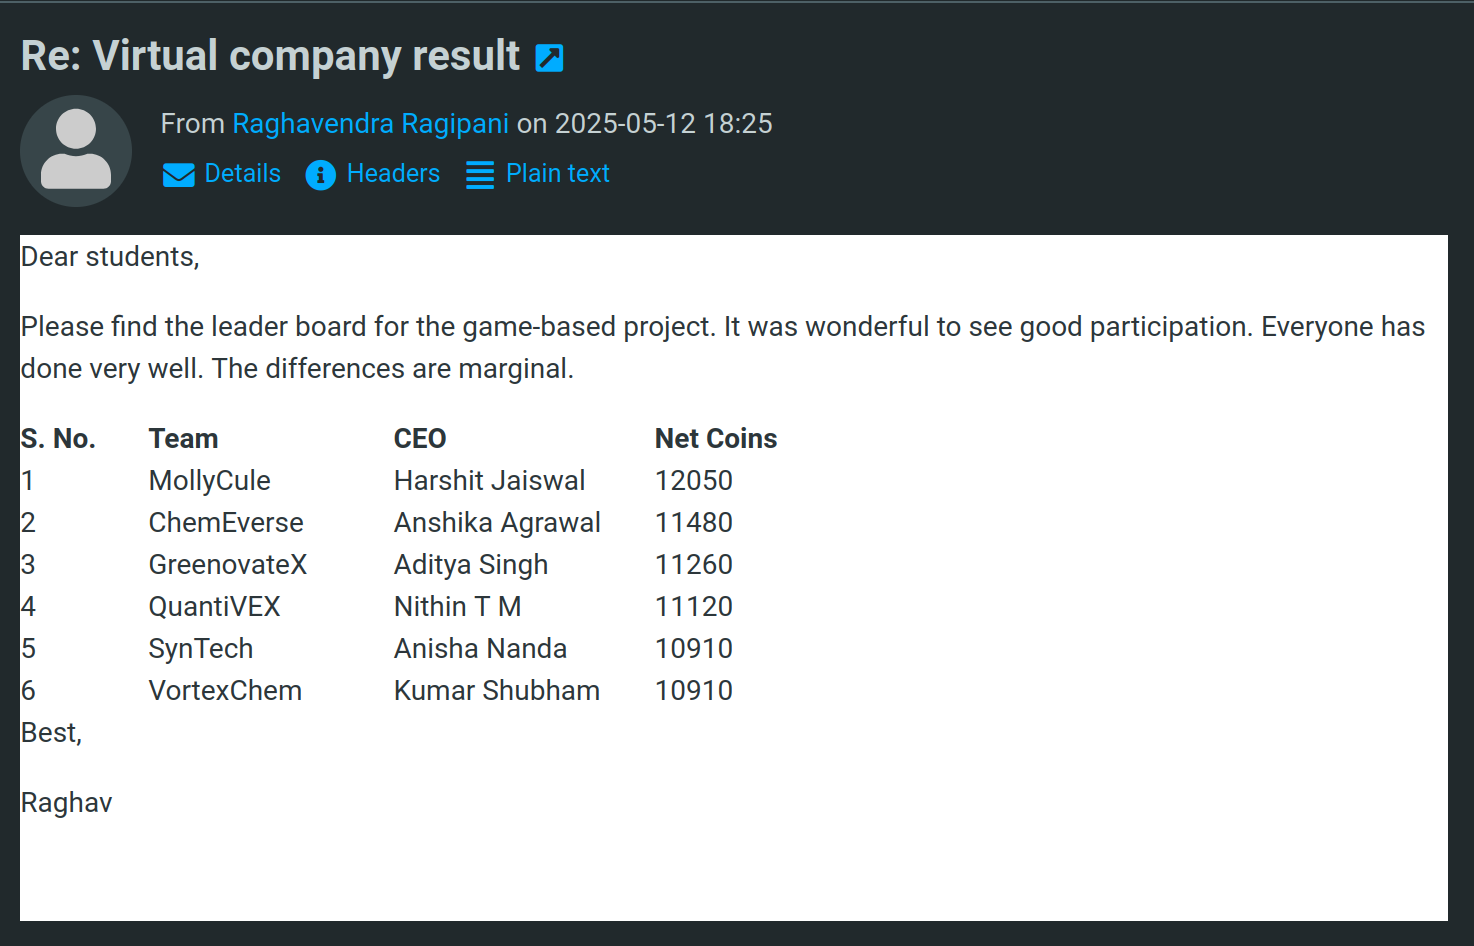 Re: Virtual company result
From Raghavendra Ragipani on 2025-05-12 18:25
Details Headers Plain text
Dear students,
Please find the leader board for the game-based project. It was wonderful to see good participation. Everyone has
done very well. The differences are marginal.
S. No. Team CEO Net Coins
1 MollyCule Harshit Jaiswal 12050
2 ChemEverse Anshika Agrawal 11480
3 GreenovateX Aditya Singh 11260
4 QuantiVEX Nithin T M 11120
5 SynTech Anisha Nanda 10910
6 VortexChem Kumar Shubham 10910
Best,
Raghav